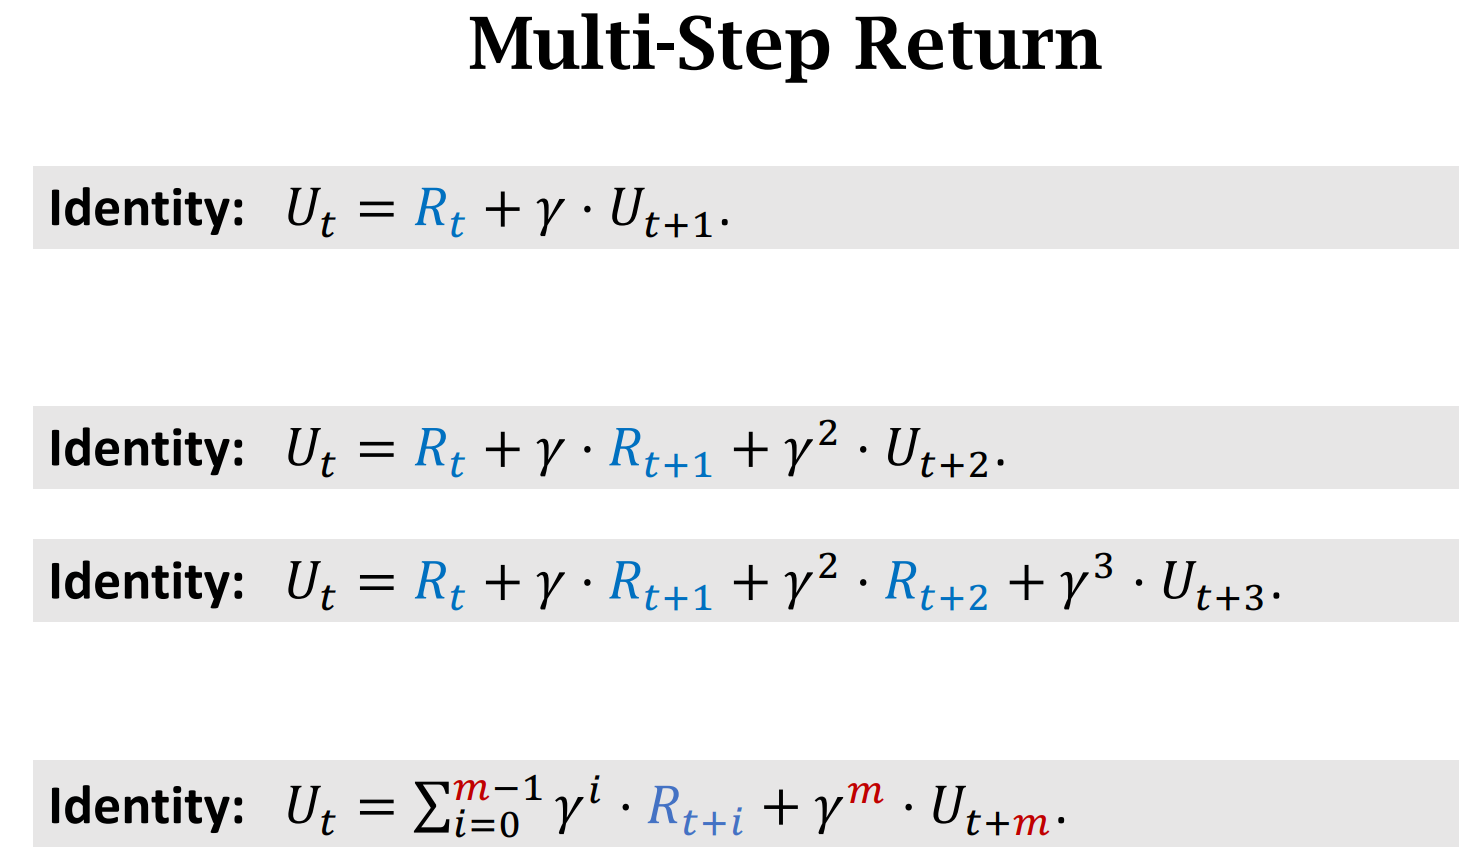 Multi-Step Return
Identity: $U_t = R_t + \gamma \cdot U_{t+1}.$
Identity: $U_t = R_t + \gamma \cdot R_{t+1} + \gamma^2 \cdot U_{t+2}.$
Identity: $U_t = R_t + \gamma \cdot R_{t+1} + \gamma^2 \cdot R_{t+2} + \gamma^3 \cdot U_{t+3}.$
Identity: $U_t = \sum_{i=0}^{m-1} \gamma^i \cdot R_{t+i} + \gamma^m \cdot U_{t+m}.$